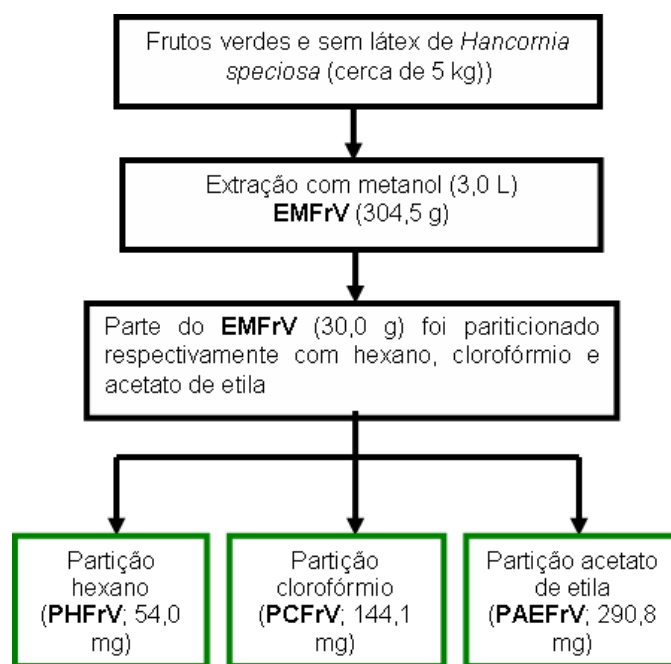 Frutos verdes e sem látex de Hancornia
speciosa (cerca de 5 kg))
Extração com metanol (3,0 L)
EMFrV (304,5 g)
Parte do EMFrV (30,0 g) foi pariticionado
respectivamente com hexano, clorofórmio e
acetato de etila
Partição
hexano
(PHFrV; 54,0
mg)
Partição
clorofórmio
(PCFrV; 144,1
mg)
Partição acetato
de etila
(PAEFrV; 290,8
mg)